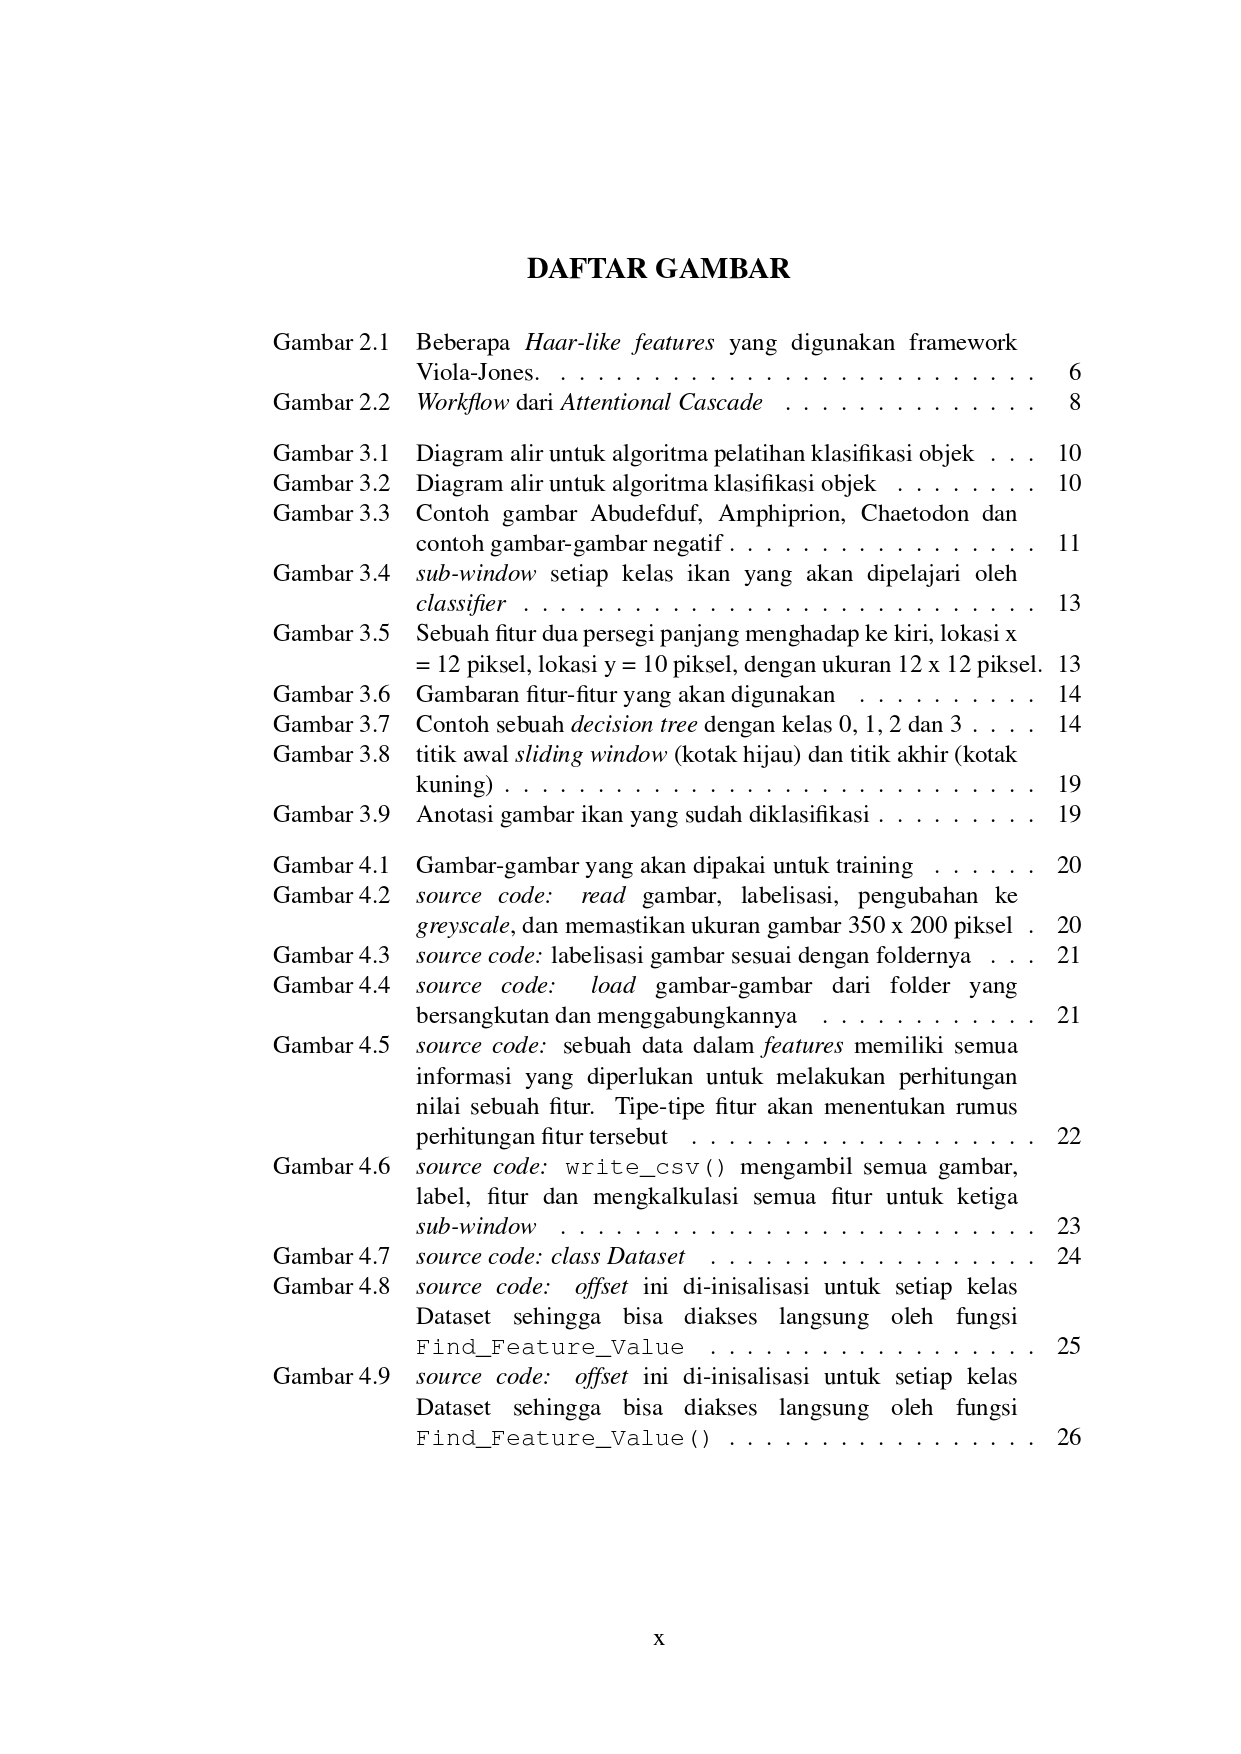 DAFTAR GAMBAR
Gambar 2.1 Beberapa Haar-like features yang digunakan framework
Viola-Jones. . . . . . . . . . . . . . . . . . . . . . . . . . . 6
Gambar 2.2 Workflow dari Attentional Cascade . . . . . . . . . . . . . . 8
Gambar 3.1 Diagram alir untuk algoritma pelatihan klasifikasi objek . . . 10
Gambar 3.2 Diagram alir untuk algoritma klasifikasi objek . . . . . . . . 10
Gambar 3.3 Contoh gambar Abudefduf, Amphiprion, Chaetodon dan
contoh gambar-gambar negatif . . . . . . . . . . . . . . . . . 11
Gambar 3.4 sub-window setiap kelas ikan yang akan dipelajari oleh
classifier . . . . . . . . . . . . . . . . . . . . . . . . . . . . 13
Gambar 3.5 Sebuah fitur dua persegi panjang menghadap ke kiri, lokasi x
= 12 piksel, lokasi y = 10 piksel, dengan ukuran 12 x 12 piksel. 13
Gambar 3.6 Gambaran fitur-fitur yang akan digunakan . . . . . . . . . . 14
Gambar 3.7 Contoh sebuah decision tree dengan kelas 0, 1, 2 dan 3 . . . . 14
Gambar 3.8 titik awal sliding window (kotak hijau) dan titik akhir (kotak
kuning) . . . . . . . . . . . . . . . . . . . . . . . . . . . . . 19
Gambar 3.9 Anotasi gambar ikan yang sudah diklasifikasi . . . . . . . . . 19
Gambar 4.1 Gambar-gambar yang akan dipakai untuk training . . . . . . 20
Gambar 4.2 source code: read gambar, labelisasi, pengubahan ke
greyscale, dan memastikan ukuran gambar 350 x 200 piksel . 20
Gambar 4.3 source code: labelisasi gambar sesuai dengan foldernya . . . 21
Gambar 4.4 source code: load gambar-gambar dari folder yang
bersangkutan dan menggabungkannya . . . . . . . . . . . . 21
Gambar 4.5 source code: sebuah data dalam features memiliki semua
informasi yang diperlukan untuk melakukan perhitungan
nilai sebuah fitur. Tipe-tipe fitur akan menentukan rumus
perhitungan fitur tersebut . . . . . . . . . . . . . . . . . . . 22
Gambar 4.6 source code: write_csv() mengambil semua gambar,
label, fitur dan mengkalkulasi semua fitur untuk ketiga
sub-window . . . . . . . . . . . . . . . . . . . . . . . . . . 23
Gambar 4.7 source code: class Dataset . . . . . . . . . . . . . . . . . . 24
Gambar 4.8 source code: offset ini di-inisalisasi untuk setiap kelas
Dataset sehingga bisa diakses langsung oleh fungsi
Find_Feature_Value . . . . . . . . . . . . . . . . . . 25
Gambar 4.9 source code: offset ini di-inisalisasi untuk setiap kelas
Dataset sehingga bisa diakses langsung oleh fungsi
Find_Feature_Value() . . . . . . . . . . . . . . . . . 26
x